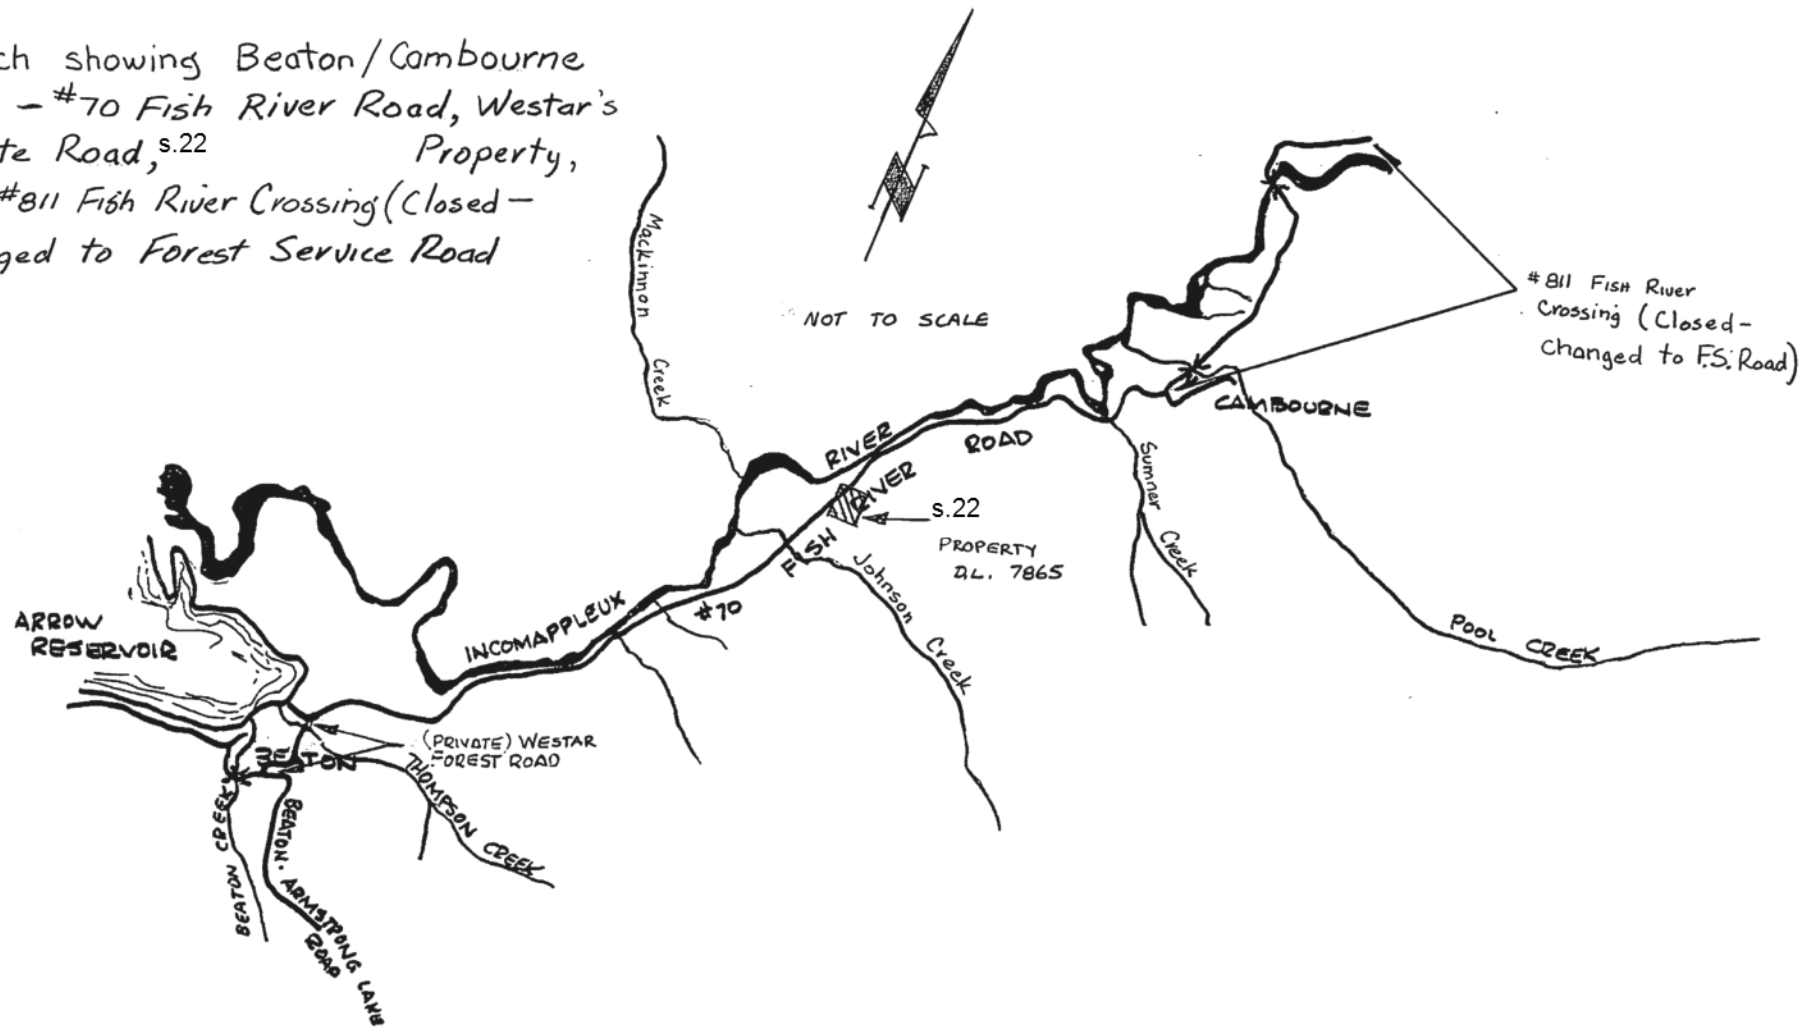 ch showing Beaton/Cambourne
- #70 Fish River Road, Westar's
te Road, s.22 Property,
#811 Fish River Crossing (Closed-
ged to Forest Service Road
Mackinnon
Creek
NOT TO SCALE
#811 FISH River
Crossing (Closed-
changed to F.S. Road)
CAMBOURNE
RIVER
ROAD
FISH RIVER
s.22
PROPERTY
D.L. 7865
Sumner
Creek
Johnson
Creek
#70
POOL CREEK
INCOMAPPLEUX
ARROW
RESERVOIR
(PRIVATE) WESTAR
FOREST ROAD
BEATON
THOMPSON
CREEK
BEATON CREEK
BEATON-ARMSTRONG LAKE
ROAD